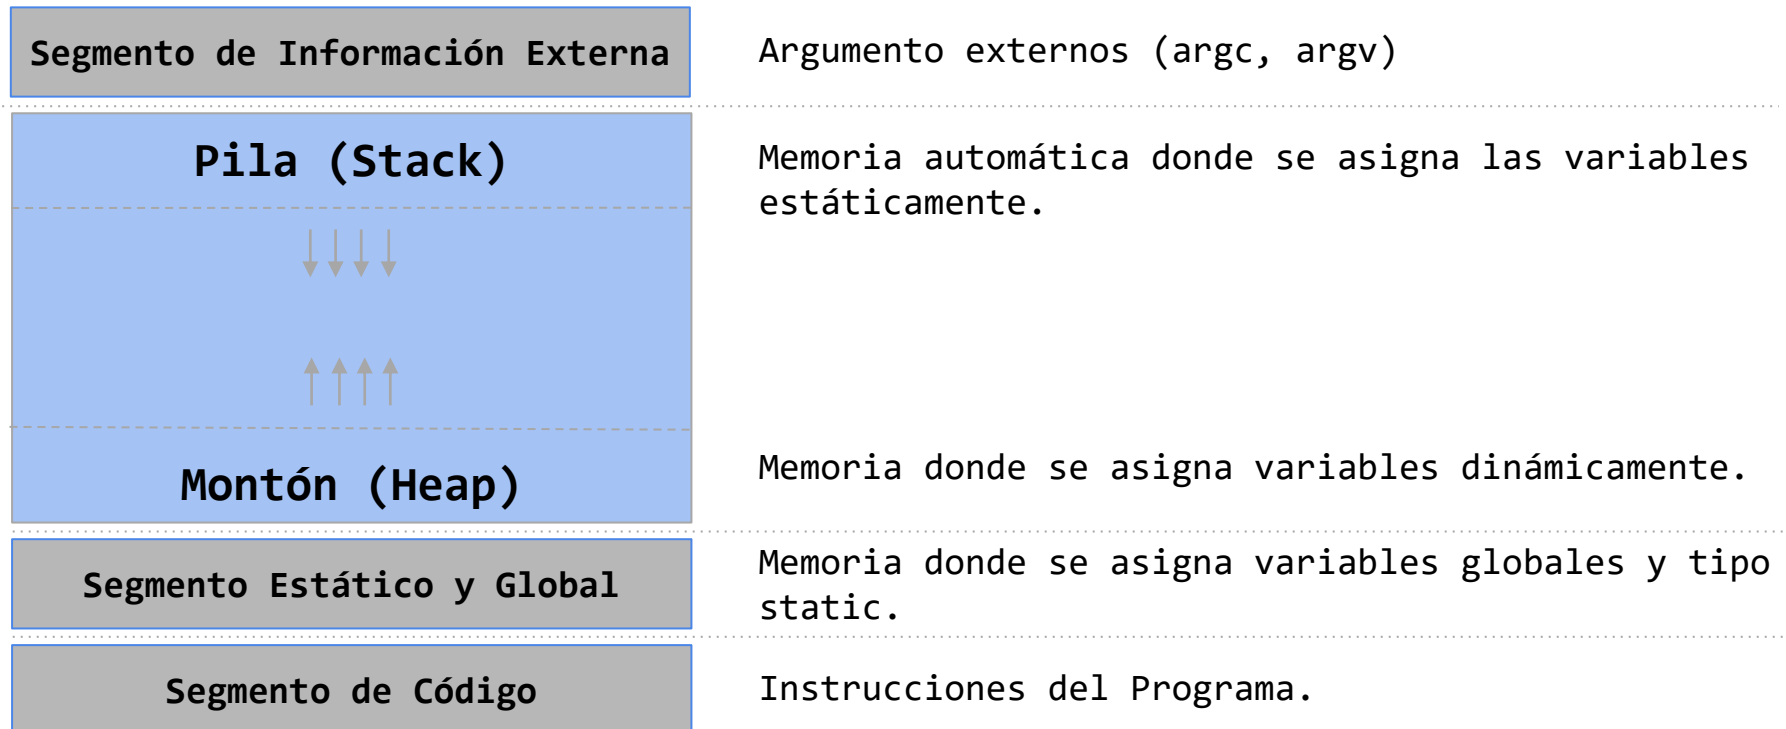 Segmento de Información Externa
Argumento externos (argc, argv)
Pila (Stack)
Memoria automática donde se asigna las variables
estáticamente.
Montón (Heap)
Memoria donde se asigna variables dinámicamente.
Segmento Estático y Global
Memoria donde se asigna variables globales y tipo
static.
Segmento de Código
Instrucciones del Programa.